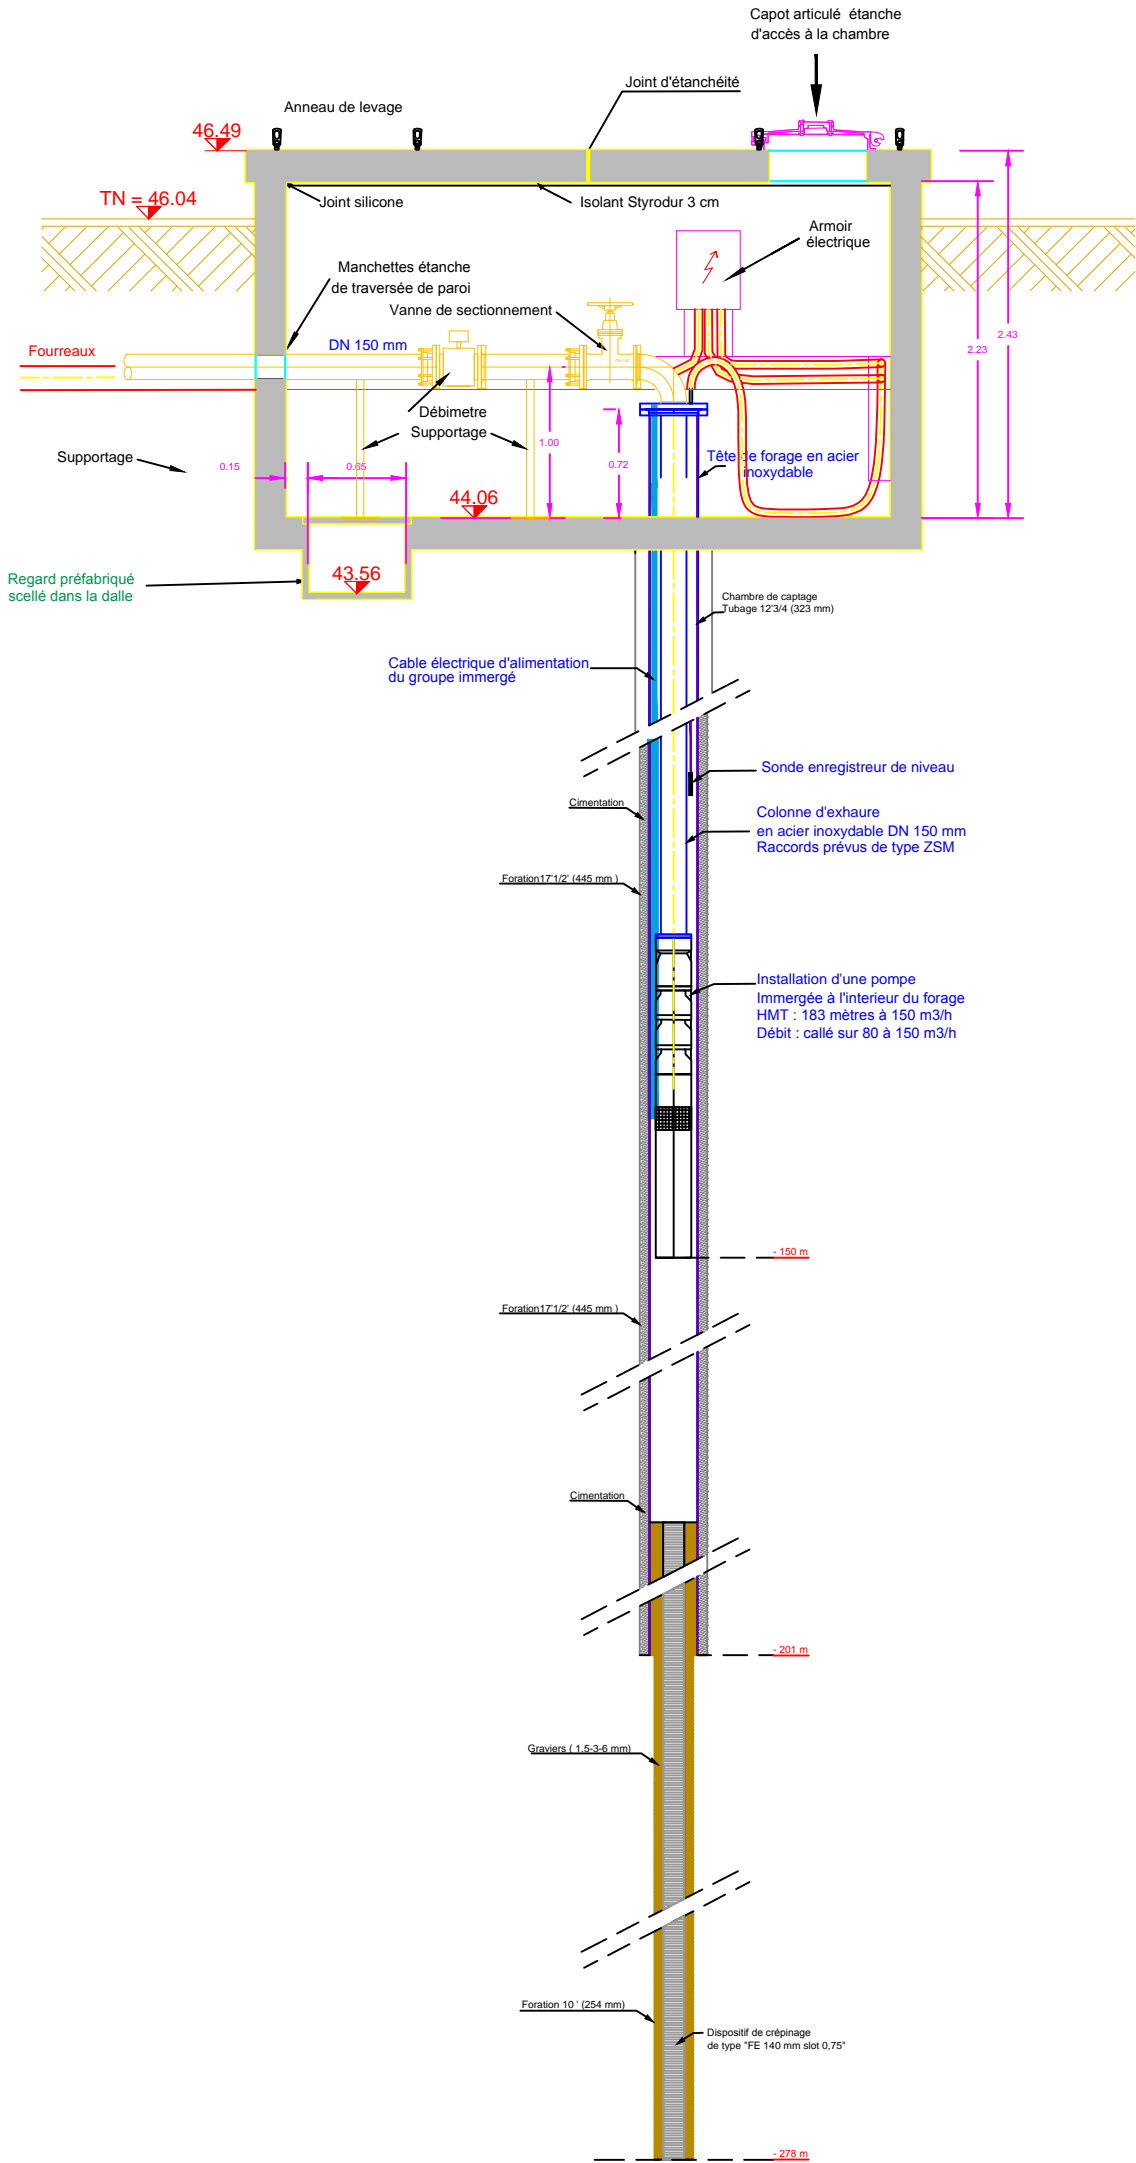 Capot articulé étanche
d'accès à la chambre
Joint d'étanchéité
Anneau de levage
46.49
TN = 46.04
Joint silicone
Isolant Styrodur 3 cm
Armoir
électrique
Manchettes étanche
de traversée de paroi
Vanne de sectionnement
DN 150 mm
Fourreaux
2.43
2.23
Débimetre
Supportage
1.00
0.72
Supportage
0.15
0.65
Tête de forage en acier
inoxydable
44.06
43.56
Regard préfabriqué
scellé dans la dalle
Chambre de captage
Tubage 12'3/4 (323 mm)
Cable électrique d'alimentation
du groupe immergé
Sonde enregistreur de niveau
Cimentation
Colonne d'exhaure
en acier inoxydable DN 150 mm
Raccords prévus de type ZSM
Foration17'1/2' (445 mm )
Installation d'une pompe
Immergée à l'interieur du forage
HMT : 183 mètres à 150 m3/h
Débit : callé sur 80 à 150 m3/h
- 150 m
Foration17'1/2' (445 mm )
Cimentation
- 201 m
Graviers ( 1.5-3-6 mm)
Foration 10 ' (254 mm)
Dispositif de crépinage
de type "FE 140 mm slot 0,75"
- 278 m